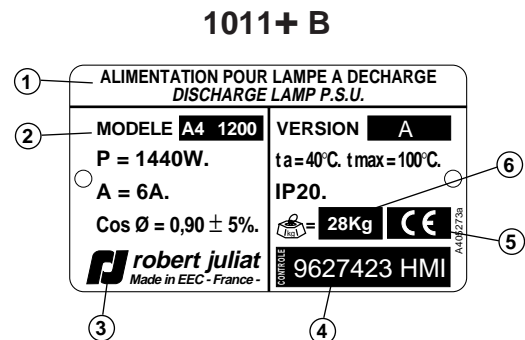 1011+ B
1
ALIMENTATION POUR LAMPE A DECHARGE
DISCHARGE LAMP P.S.U.
2
MODELE A4 1200
P = 1440W.
A = 6A.
Cos Ø = 0,90 ± 5%.
robert juliat
Made in EEC - France -
3
VERSION A
ta = 40°C. tmax = 100°C.
6
IP20.
kg = 28Kg CE
5
A405273a
CONTROLE 9627423 HMI
4